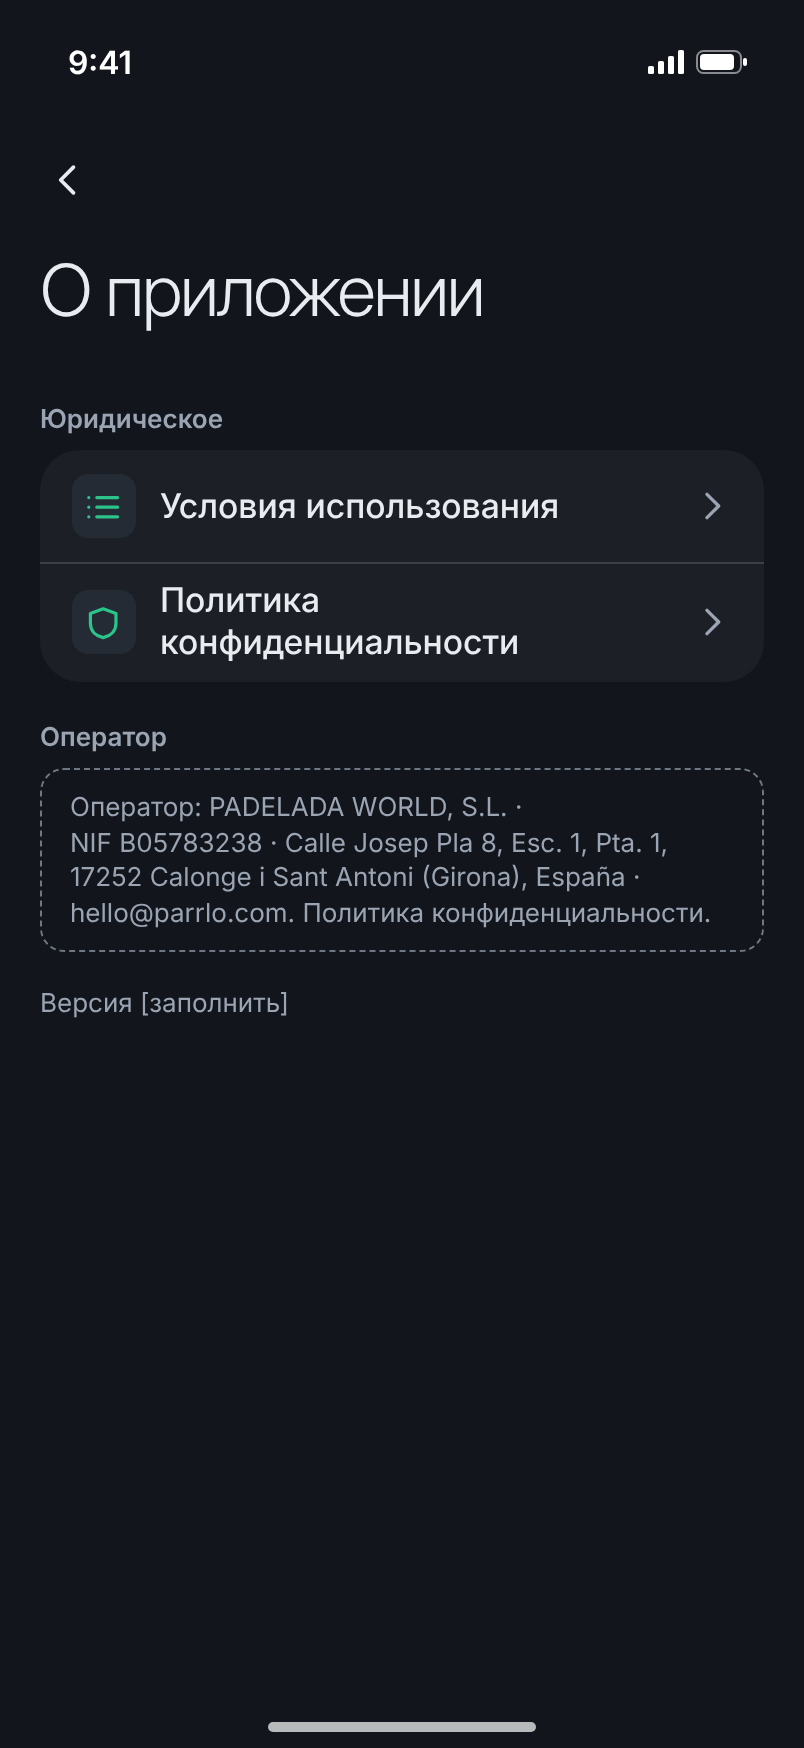 9:41
О приложении
Юридическое
Условия использования
Политика
конфиденциальности
Оператор
Оператор: PADELADA WORLD, S.L. ·
NIF B05783238 · Calle Josep Pla 8, Esc. 1, Pta. 1,
17252 Calonge i Sant Antoni (Girona), España ·
hello@parrlo.com. Политика конфиденциальности.
Версия [заполнить]